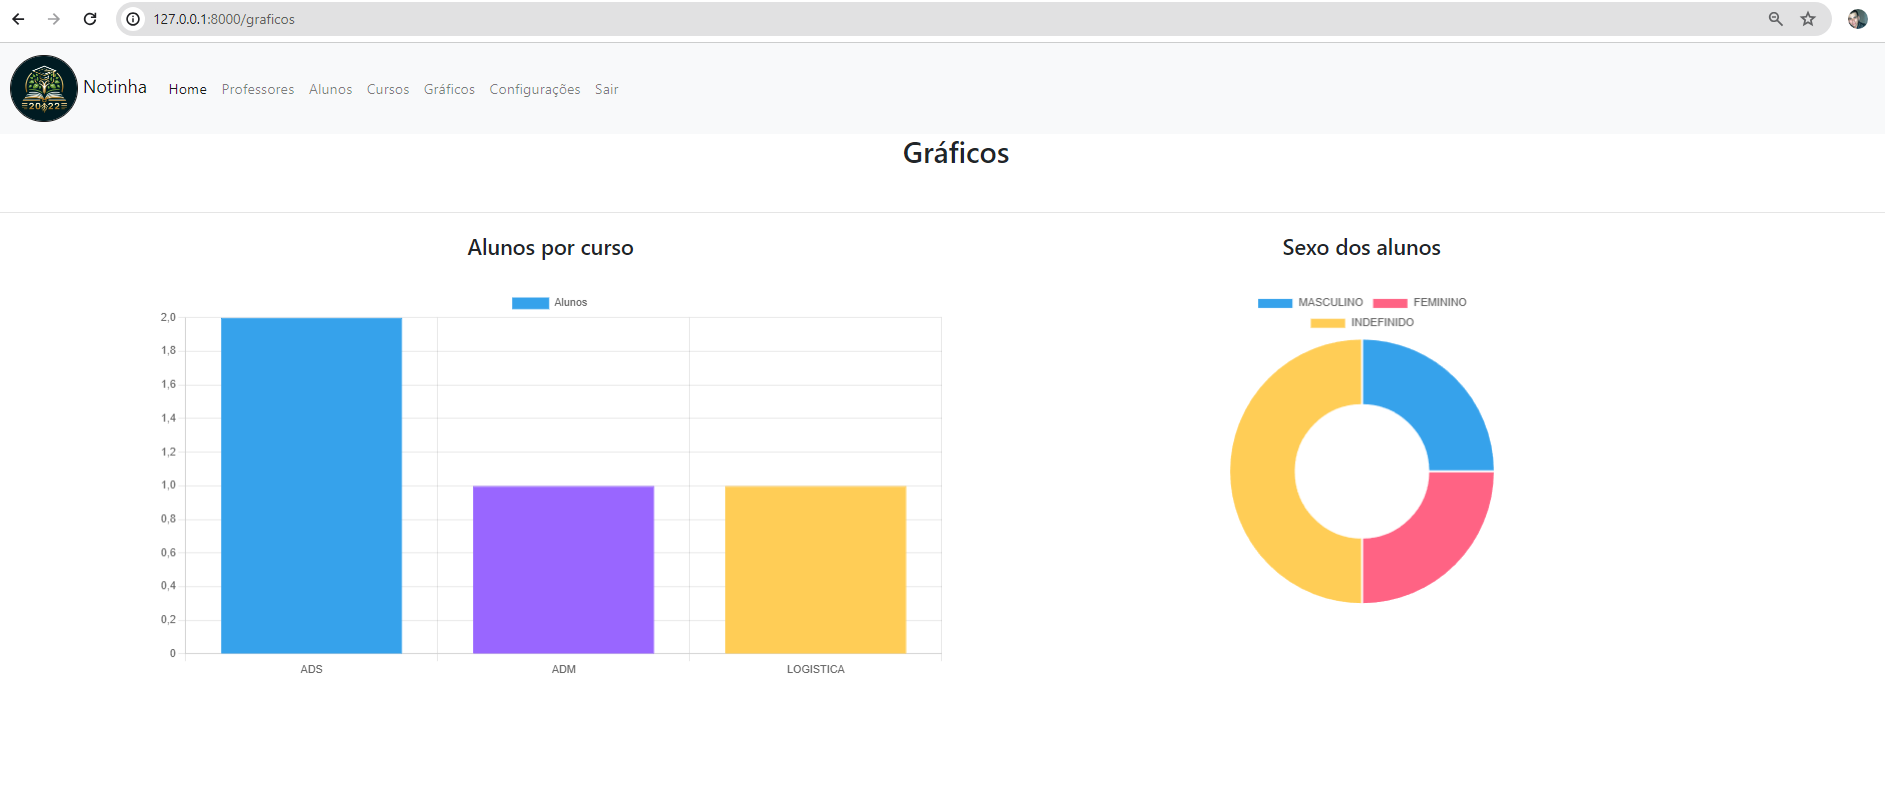 127.0.0.1:8000/graficos
2022
Notinha Home Professores Alunos Cursos Gráficos Configurações Sair
Gráficos
Alunos por curso
Alunos
2,0
1,8
1,6
1,4
1,2
1,0
0,8
0,6
0,4
0,2
0
ADS ADM LOGISTICA
Sexo dos alunos
MASCULINO FEMININO
INDEFINIDO